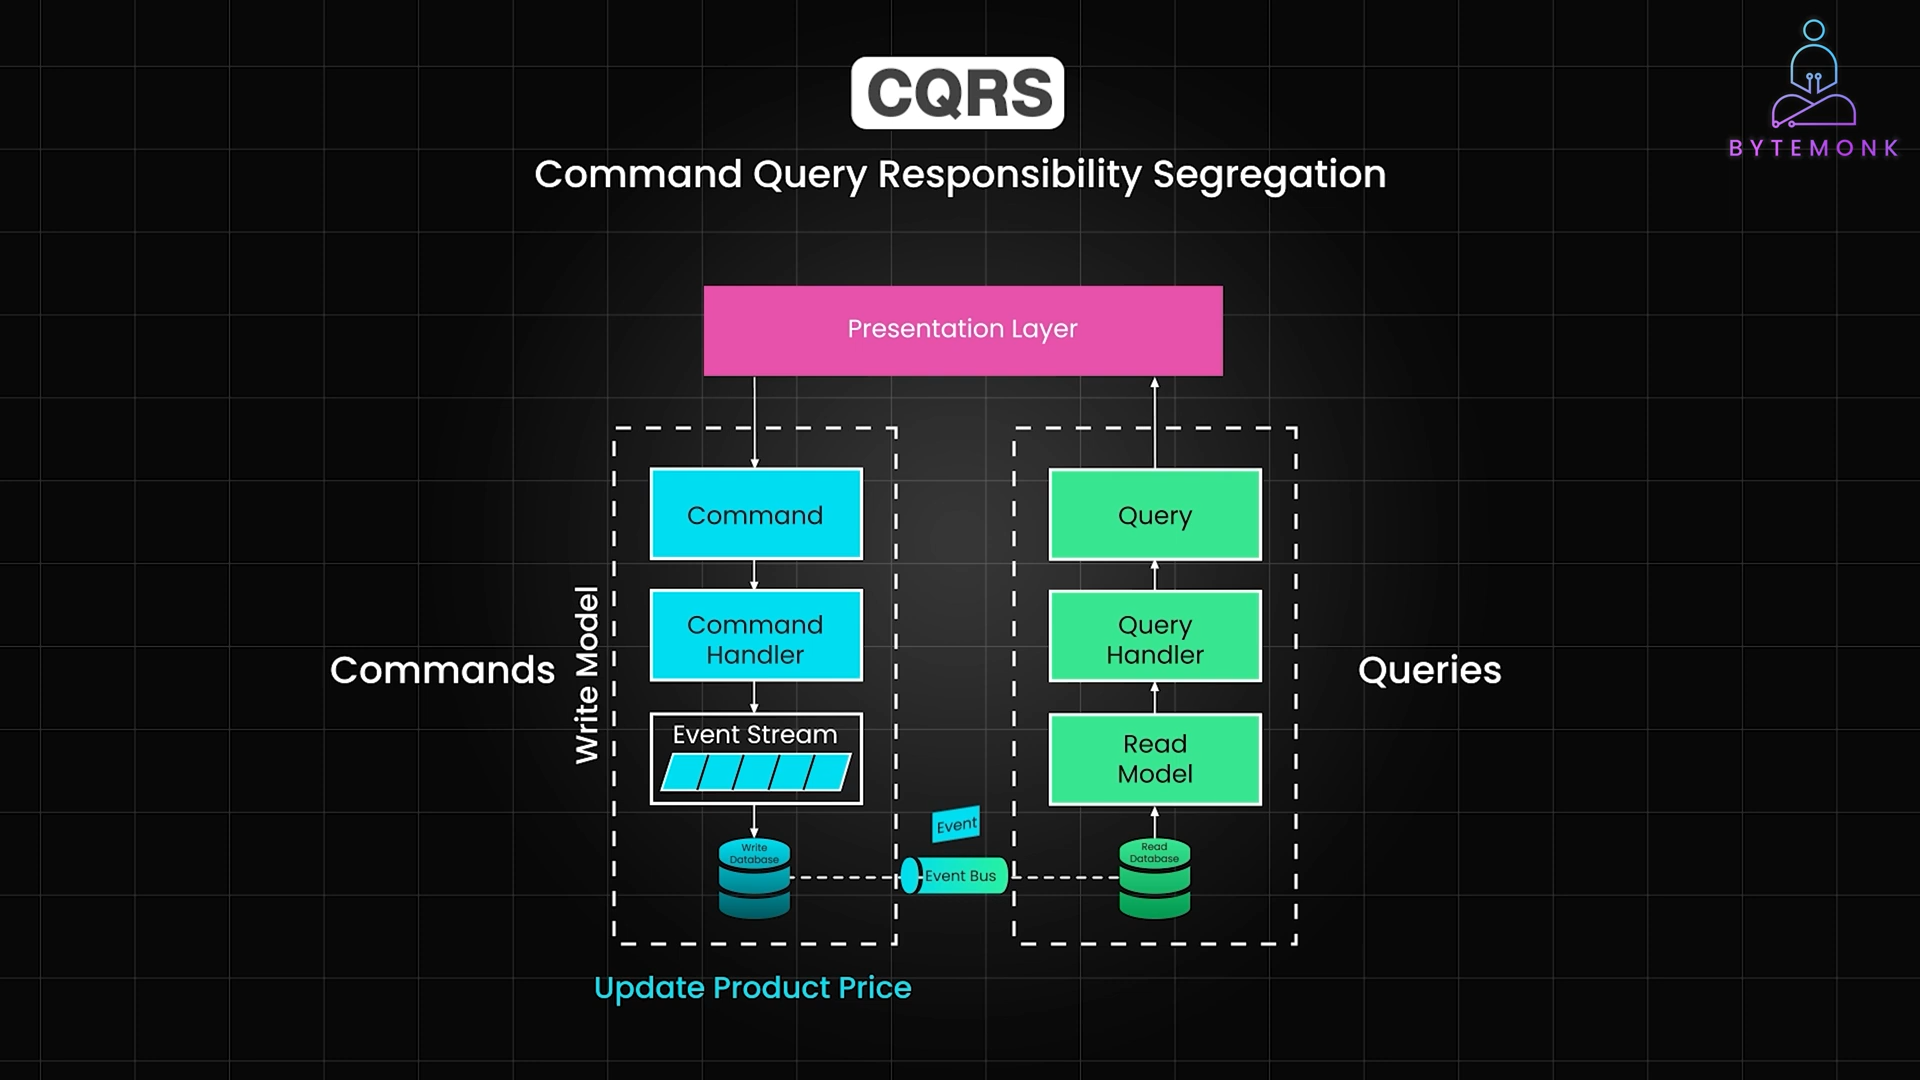 CQRS
BYTEMONK
Command Query Responsibility Segregation
Presentation Layer
Command
Query
Command
Handler
Query
Handler
Write Model
Commands
Queries
Event Stream
Read
Model
Event
Write
Database
Event Bus
Read
Database
Update Product Price